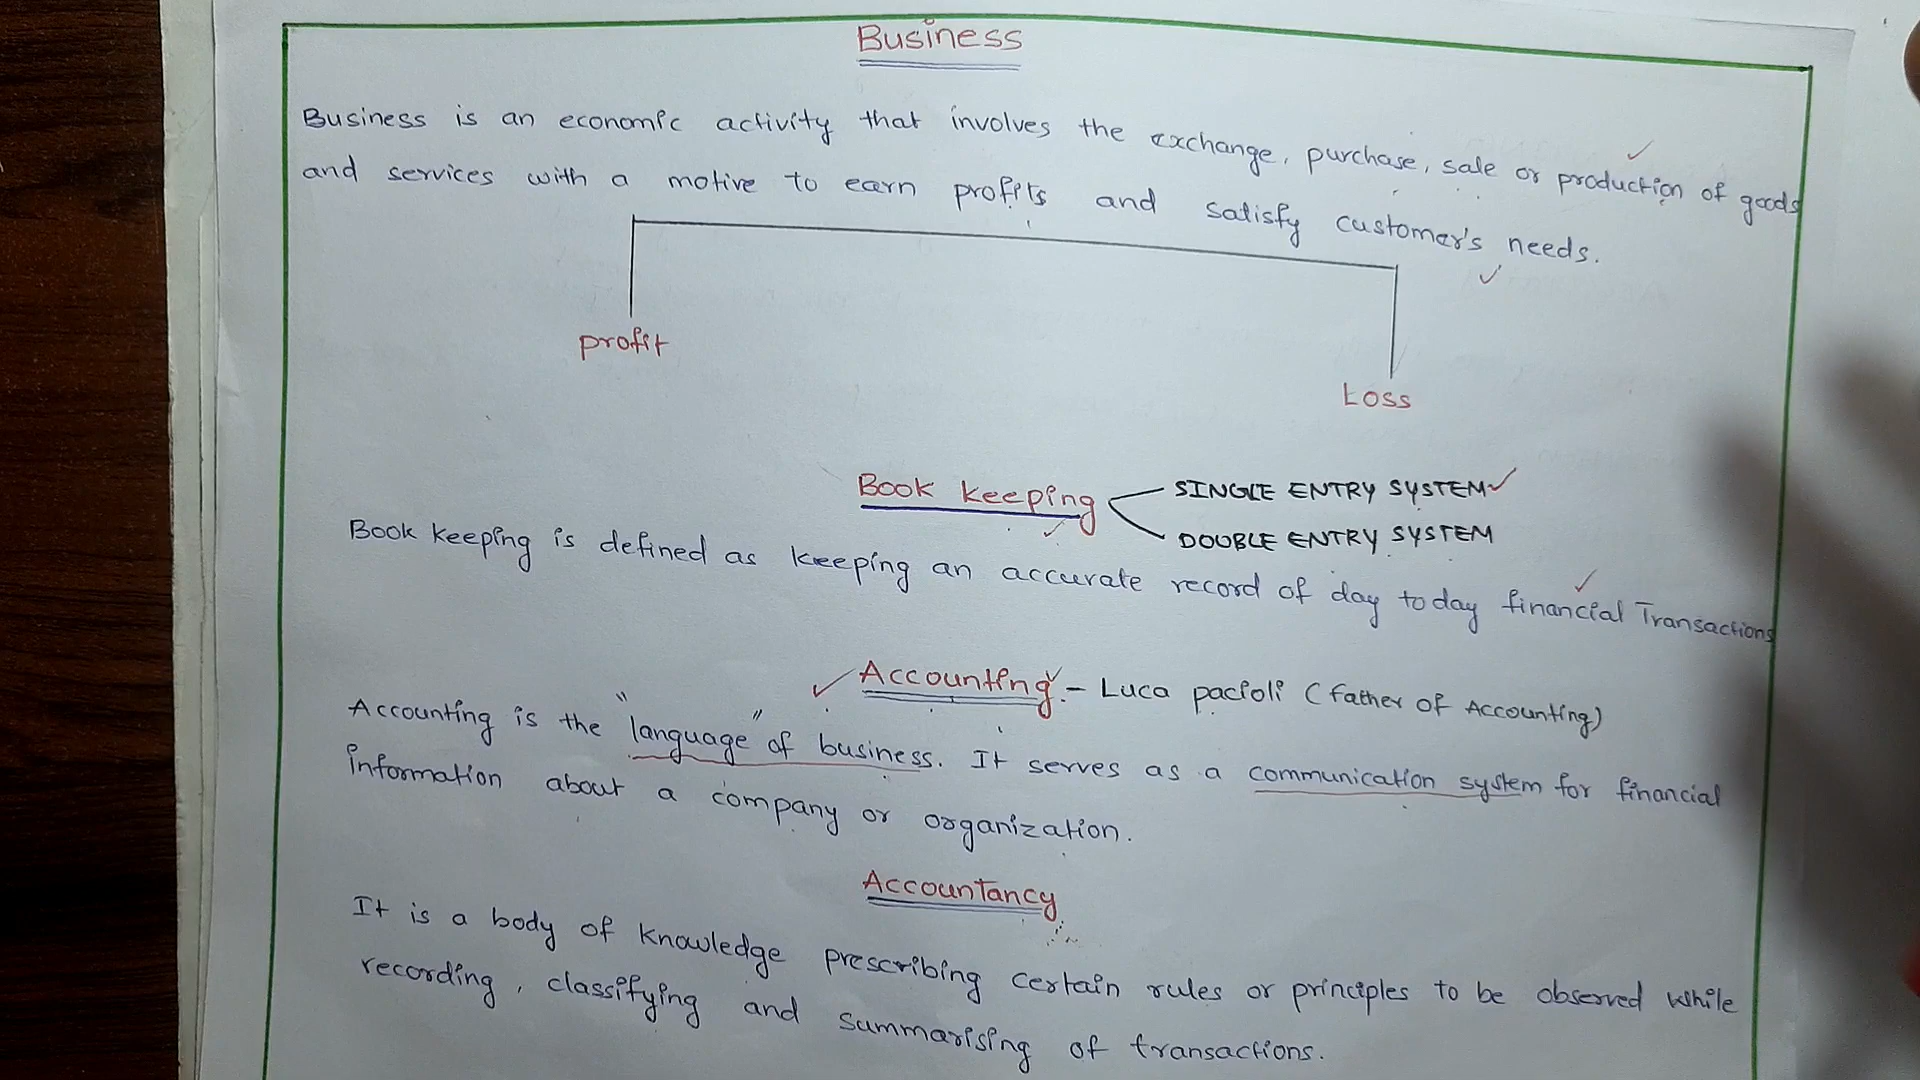 Business
Business is an economic activity that involves the exchange, purchase, sale or production of goods
and services with a motive to earn profits and satisfy customer's needs.
profit
Loss
Book keeping
SINGLE ENTRY SYSTEM
DOUBLE ENTRY SYSTEM
Book keeping is defined as keeping an accurate record of day today financial Transactions
Accounting - Luca pacioli (father of Accounting)
Accounting is the "language" of business. It serves as a communication system for financial
information about a company or organization.
Accountancy
It is a body of knowledge prescribing certain rules or principles to be observed while
recording, classifying and summarising of transactions.